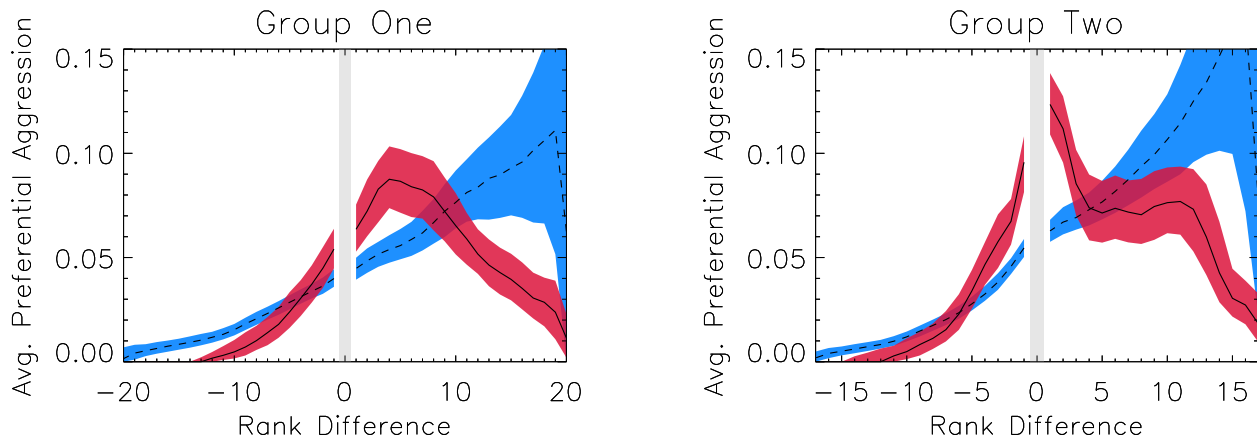 Group One
Avg. Preferential Aggression
0.15
0.10
0.05
0.00
−20 −10 0 10 20
Rank Difference
Group Two
Avg. Preferential Aggression
0.15
0.10
0.05
0.00
−15 −10 −5 0 5 10 15
Rank Difference